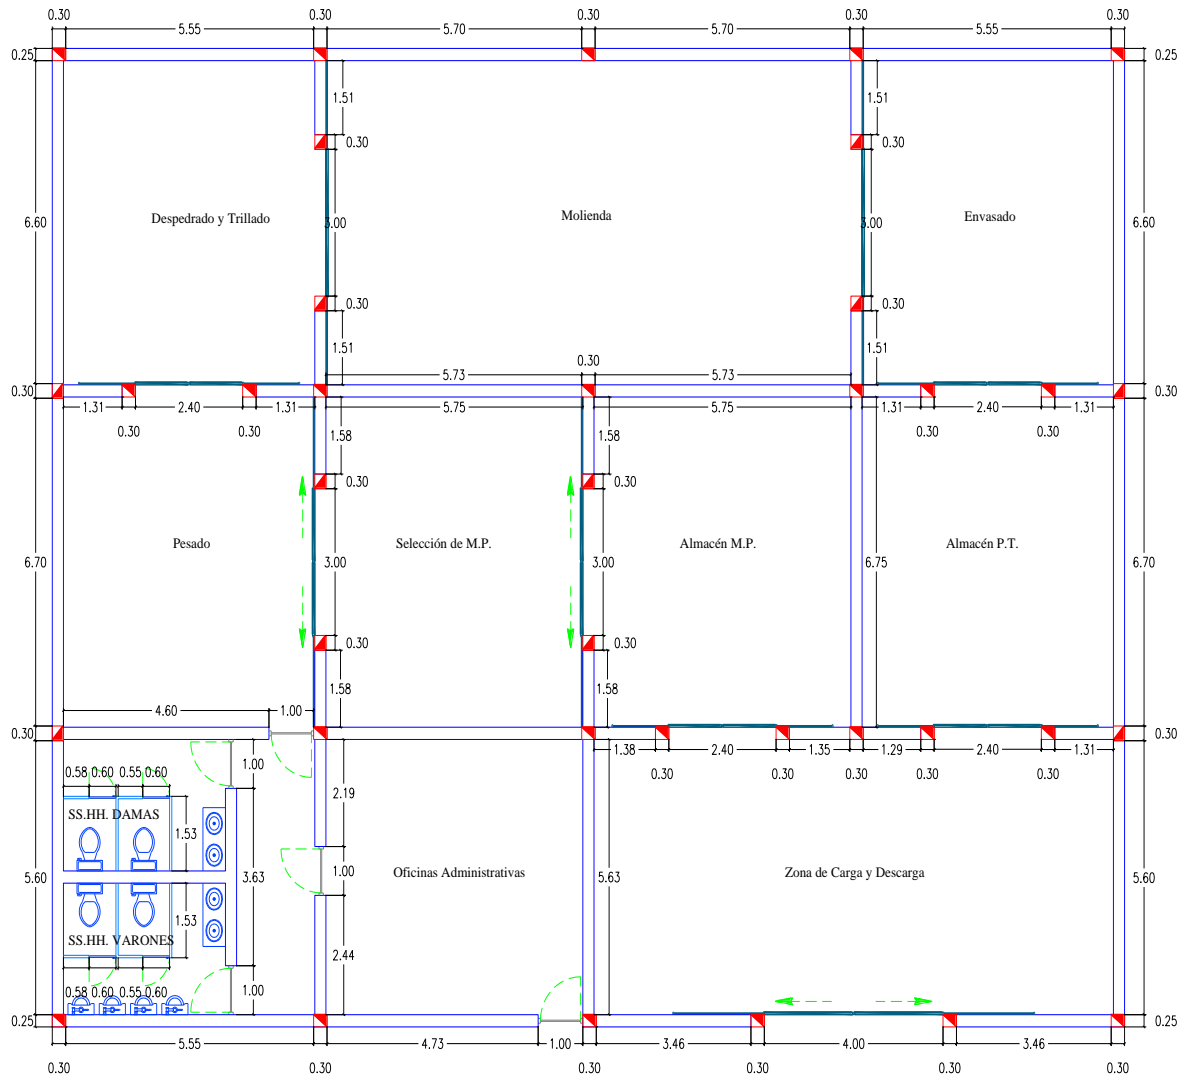 0.30 0.30 0.30 0.30 0.30
5.55 5.70 5.70 5.55
0.25 0.25
1.51 1.51
0.30 0.30
6.60 Despedrado y Trillado 3.00 Molienda 3.00 Envasado 6.60
0.30 0.30
1.51 1.51
0.30
5.73 5.73
0.30 0.30
1.31 2.40 1.31 5.75 5.75 1.31 2.40 1.31
0.30 0.30 1.58 1.58 0.30 0.30
0.30 0.30
Pesado Selección de M.P. Almacén M.P. Almacén P.T.
6.70 3.00 3.00 6.75 6.70
0.30 0.30
1.58 1.58
4.60 1.00
0.30 0.30
1.38 2.40 1.35 1.29 2.40 1.31
0.58 0.60 0.55 0.60 1.00 0.30 0.30 0.30 0.30 0.30
2.19
SS.HH. DAMAS
1.53
5.60 3.63 1.00 Oficinas Administrativas 5.63 Zona de Carga y Descarga 5.60
1.53
SS.HH. VARONES
2.44
0.58 0.60 0.55 0.60 1.00
0.25 0.25
5.55 4.73 1.00 3.46 4.00 3.46
0.30 0.30 0.30 0.30 0.30 0.30